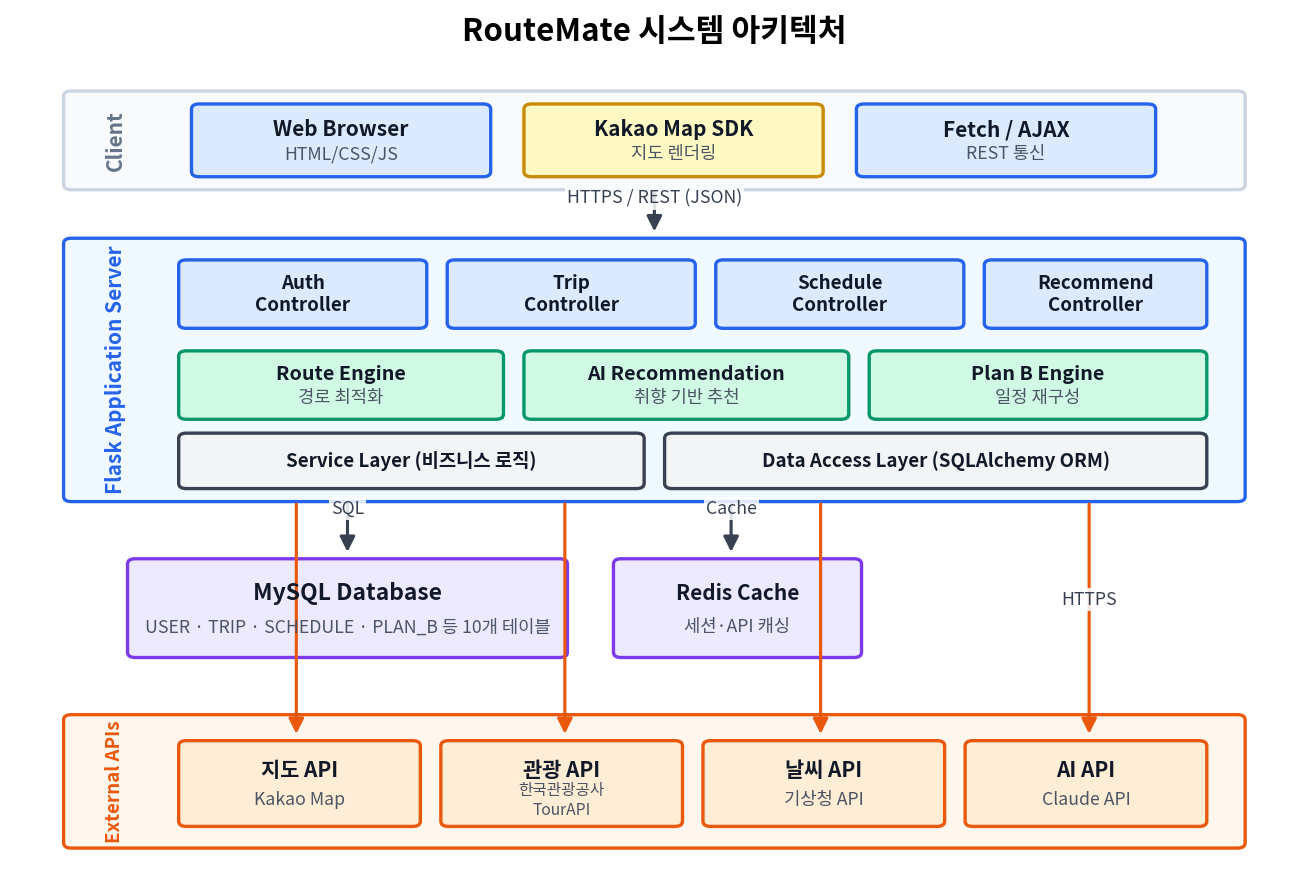 RouteMate 시스템 아키텍처
Client
Web Browser
HTML/CSS/JS
Kakao Map SDK
지도 렌더링
Fetch / AJAX
REST 통신
HTTPS / REST (JSON)
Flask Application Server
Auth
Controller
Trip
Controller
Schedule
Controller
Recommend
Controller
Route Engine
경로 최적화
AI Recommendation
취향 기반 추천
Plan B Engine
일정 재구성
Service Layer (비즈니스 로직)
Data Access Layer (SQLAlchemy ORM)
SQL
Cache
MySQL Database
USER · TRIP · SCHEDULE · PLAN_B 등 10개 테이블
Redis Cache
세션·API 캐싱
HTTPS
External APIs
지도 API
Kakao Map
관광 API
한국관광공사
TourAPI
날씨 API
기상청 API
AI API
Claude API